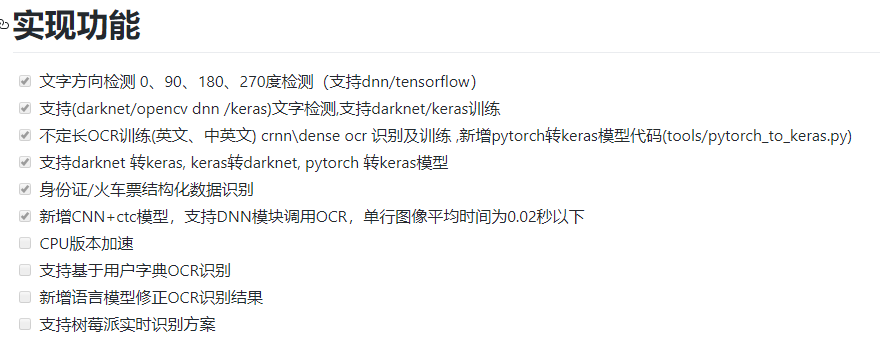 实现功能
文字方向检测 0、90、180、270度检测（支持dnn/tensorflow）
支持(darknet/opencv dnn /keras)文字检测,支持darknet/keras训练
不定长OCR训练(英文、中英文) crnn\dense ocr 识别及训练 ,新增pytorch转keras模型代码(tools/pytorch_to_keras.py)
支持darknet 转keras, keras转darknet, pytorch 转keras模型
身份证/火车票结构化数据识别
新增CNN+ctc模型，支持DNN模块调用OCR，单行图像平均时间为0.02秒以下
CPU版本加速
支持基于用户字典OCR识别
新增语言模型修正OCR识别结果
支持树莓派实时识别方案